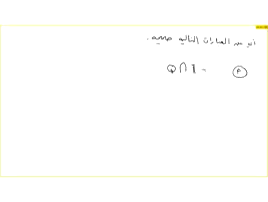 أي من العبارات التالية صحيحة .
Q ∩ I =